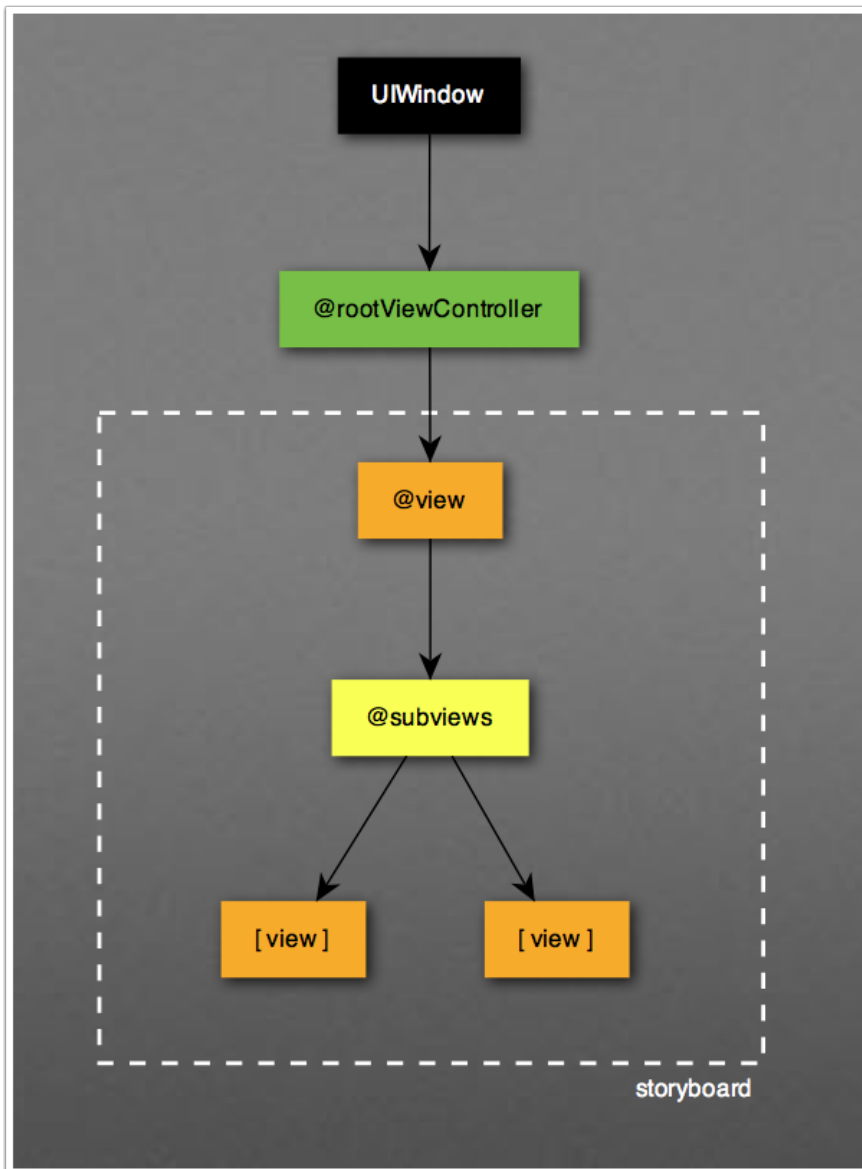 UIWindow
@rootViewController
@view
@subviews
[ view ]
[ view ]
storyboard